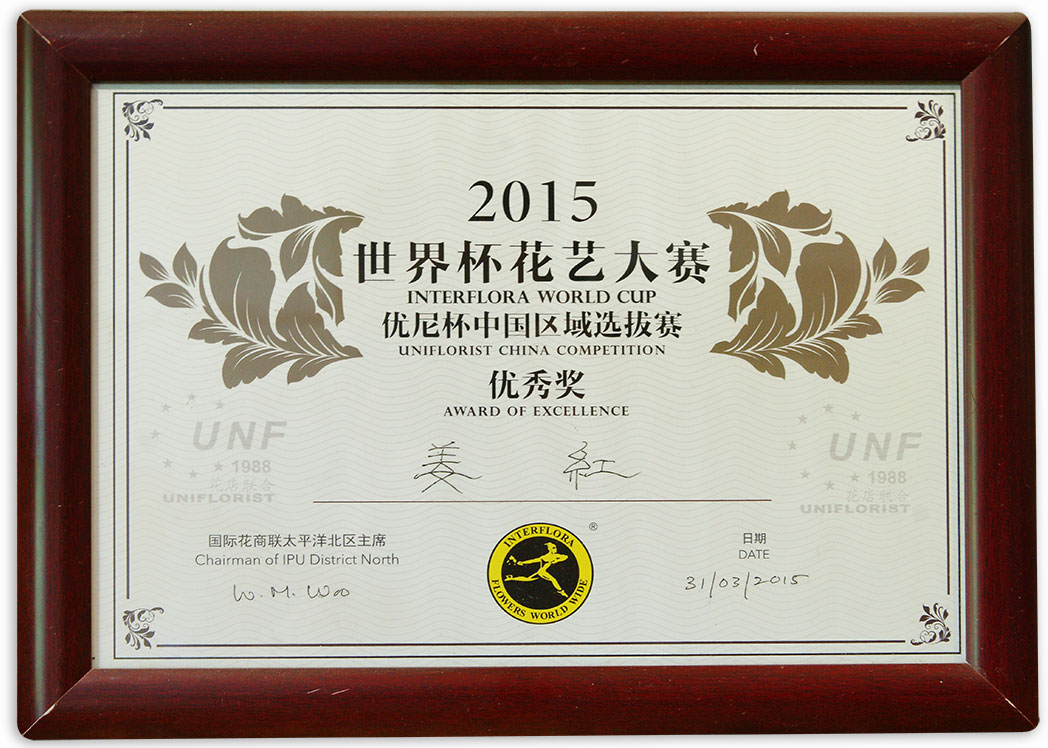 2015
世界杯花艺大赛
INTERFLORA WORLD CUP
优尼杯中国区域选拔赛
UNIFLORIST CHINA COMPETITION
优秀奖
AWARD OF EXCELLENCE
姜 紅
UNF
1988
花店联合
UNIFLORIST
UNF
1988
花店联合
UNIFLORIST
国际花商联太平洋北区主席
Chairman of IPU District North
W. M. Woo
INTERFLORA
FLOWERS WORLD WIDE
®
日期
DATE
31/03/2015